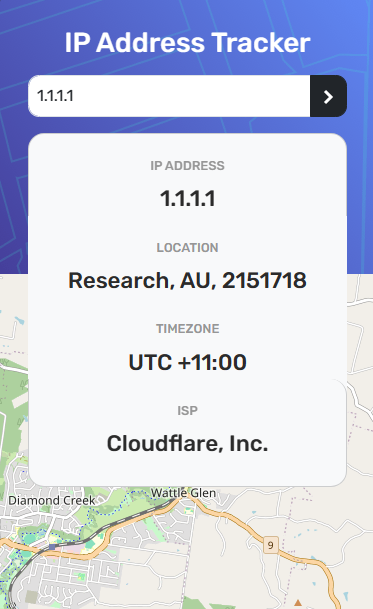 IP Address Tracker
1.1.1.1
IP ADDRESS
1.1.1.1
LOCATION
Research, AU, 2151718
TIMEZONE
UTC +11:00
ISP
Cloudflare, Inc.
Wattle Glen
Diamond Creek
9